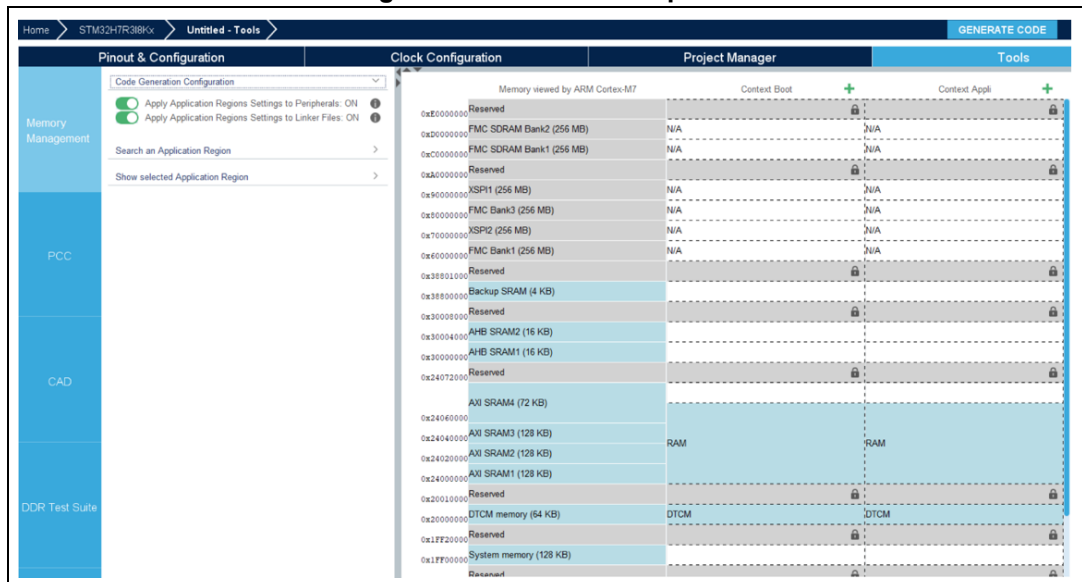 Home STM32H7R3I8Kx Untitled - Tools GENERATE CODE
Pinout & Configuration Clock Configuration Project Manager Tools
Memory Management
PCC
CAD
DDR Test Suite
Code Generation Configuration
Apply Application Regions Settings to Peripherals: ON
Apply Application Regions Settings to Linker Files: ON
Search an Application Region
Show selected Application Region
Memory viewed by ARM Cortex-M7 Context Boot + Context Appli +
0xE0000000 Reserved
0xD0000000 FMC SDRAM Bank2 (256 MB) N/A N/A
0xC0000000 FMC SDRAM Bank1 (256 MB) N/A N/A
0xA0000000 Reserved
0x90000000 XSPI1 (256 MB) N/A N/A
0x80000000 FMC Bank3 (256 MB) N/A N/A
0x70000000 XSPI2 (256 MB) N/A N/A
0x60000000 FMC Bank1 (256 MB) N/A N/A
0x38801000 Reserved
0x38800000 Backup SRAM (4 KB)
0x30008000 Reserved
0x30004000 AHB SRAM2 (16 KB)
0x30000000 AHB SRAM1 (16 KB)
0x24072000 Reserved
0x24060000 AXI SRAM4 (72 KB)
0x24040000 AXI SRAM3 (128 KB) RAM RAM
0x24020000 AXI SRAM2 (128 KB)
0x24000000 AXI SRAM1 (128 KB)
0x20010000 Reserved
0x20000000 DTCM memory (64 KB) DTCM DTCM
0x1FF20000 Reserved
0x1FF00000 System memory (128 KB)
Reserved